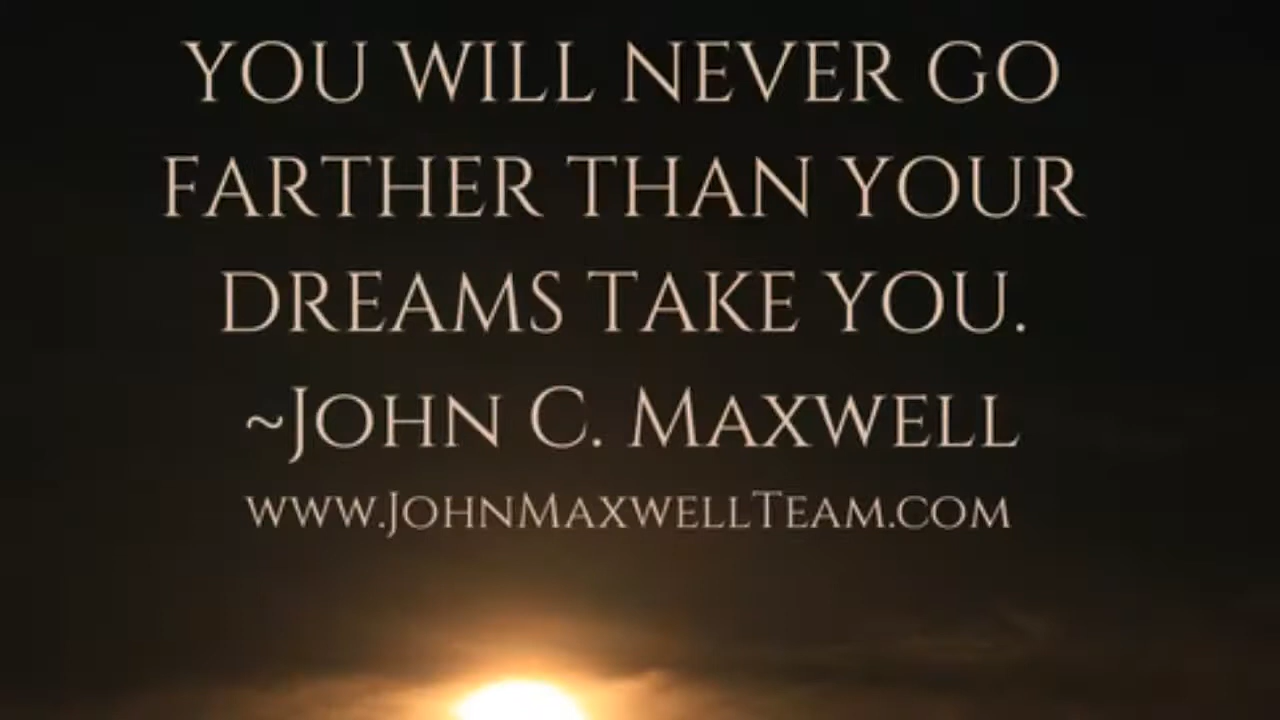 YOU WILL NEVER GO
FARTHER THAN YOUR
DREAMS TAKE YOU.
~JOHN C. MAXWELL
WWW.JOHNMAXWELLTEAM.COM